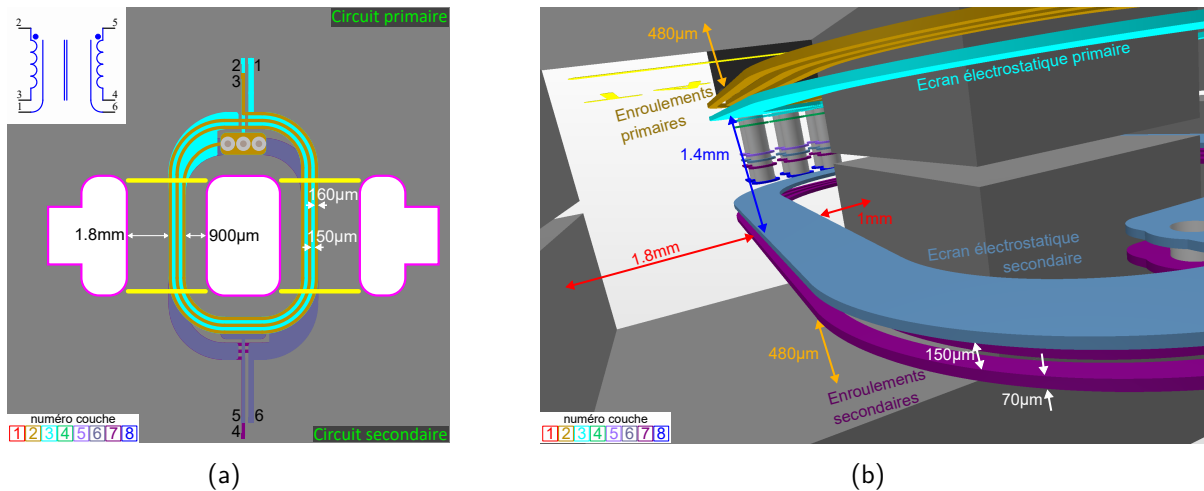 Circuit primaire
2
5
3
4
1
6
2
1
3
160µm
1.8mm
900µm
150µm
5
6
4
numéro couche
1 2 3 4 5 6 7 8
Circuit secondaire
(a)
480µm
Ecran électrostatique primaire
Enroulements
primaires
1.4mm
1mm
1.8mm
Ecran électrostatique
secondaire
480µm
150µm
70µm
Enroulements
secondaires
numéro couche
1 2 3 4 5 6 7 8
(b)